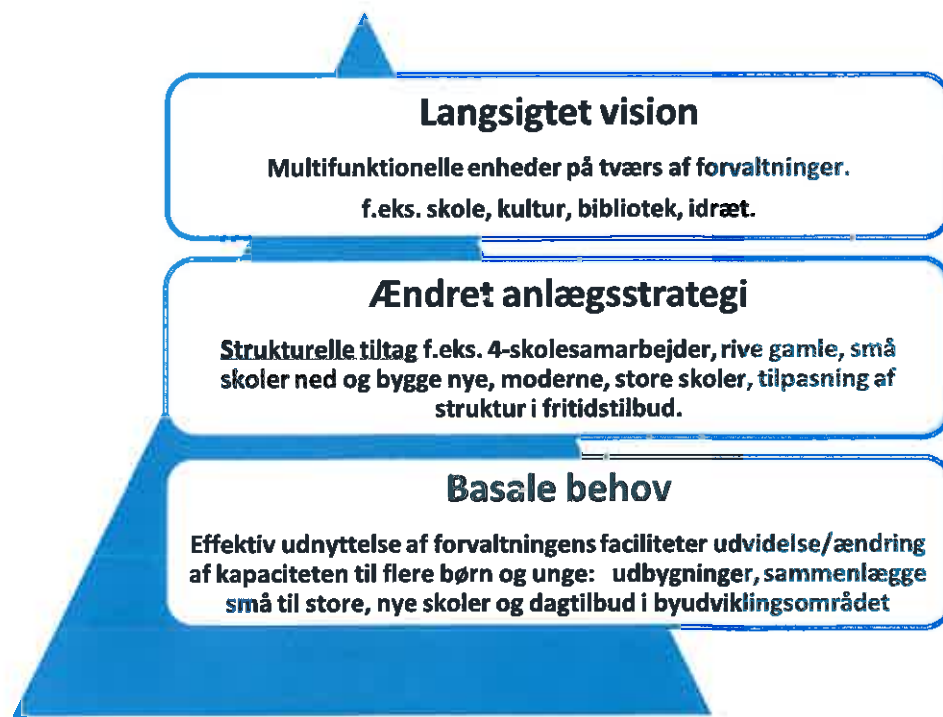 Langsigtet vision
Multifunktionelle enheder på tværs af forvaltninger.
f.eks. skole, kultur, bibliotek, idræt.
Ændret anlægsstrategi
Strukturelle tiltag f.eks. 4-skolesamarbejder, rive gamle, små
skoler ned og bygge nye, moderne, store skoler, tilpasning af
struktur i fritidstilbud.
Basale behov
Effektiv udnyttelse af forvaltningens faciliteter udvidelse/ændring
af kapaciteten til flere børn og unge: udbygninger, sammenlægge
små til store, nye skoler og dagtilbud i byudviklingsområdet